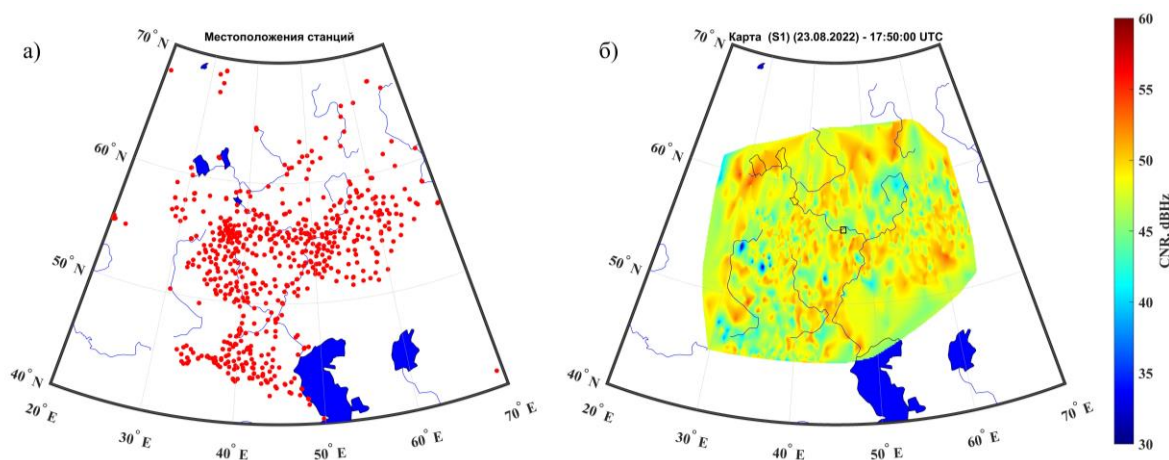 а)
Местоположения станций
70° N
60° N
50° N
40° N
20° E
30° E
40° E
50° E
60° E
70° E
б)
Карта (S1) (23.08.2022) - 17:50:00 UTC
70° N
60° N
50° N
40° N
20° E
30° E
40° E
50° E
60° E
70° E
60
55
50
45
40
35
30
CNR, dBHz